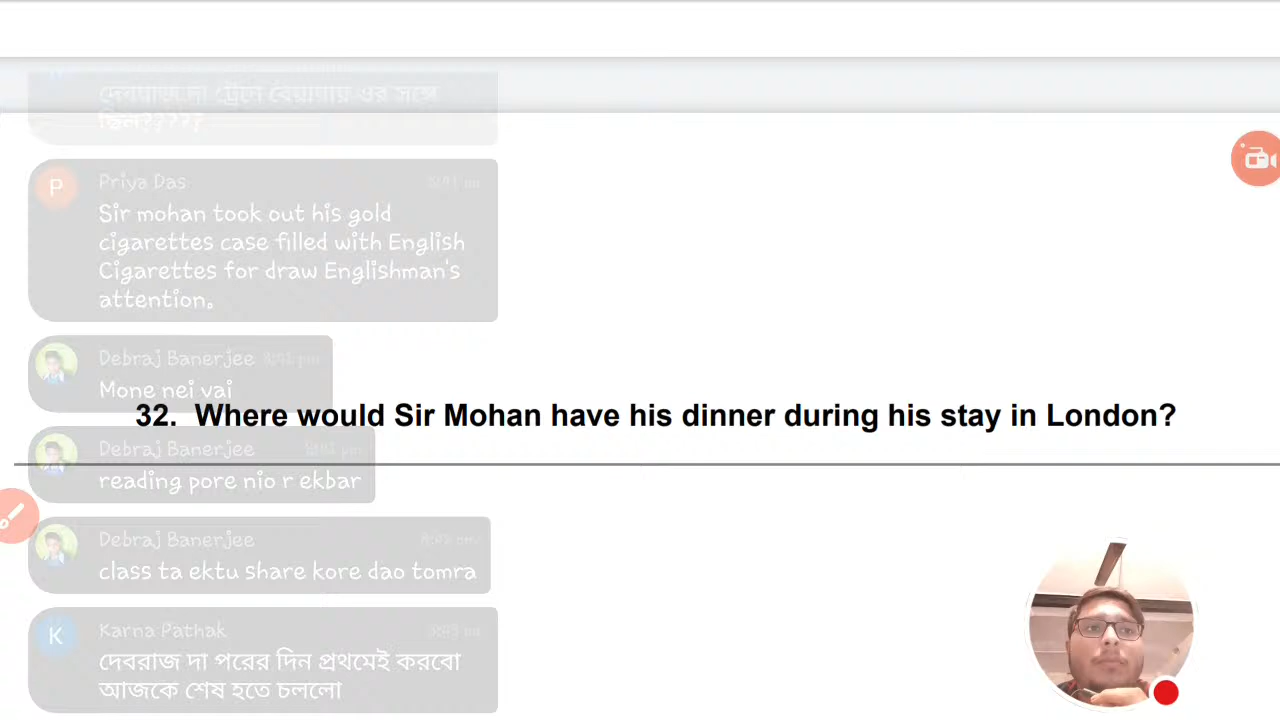 দেবরাজ দা ট্রেনে বেয়ারার ওর সঙ্গে
ছিল?????
P
Priya Das
Sir mohan took out his gold
cigarettes case filled with English
Cigarettes for draw Englishman's
attention.
Debraj Banerjee
Mone nei vai
32. Where would Sir Mohan have his dinner during his stay in London?
Debraj Banerjee
reading pore nio r ekbar
Debraj Banerjee
class ta ektu share kore dao tomra
K
Karna Pathak
দেবরাজ দা পরের দিন প্রথমেই করবো
আজকে শেষ হতে চললো